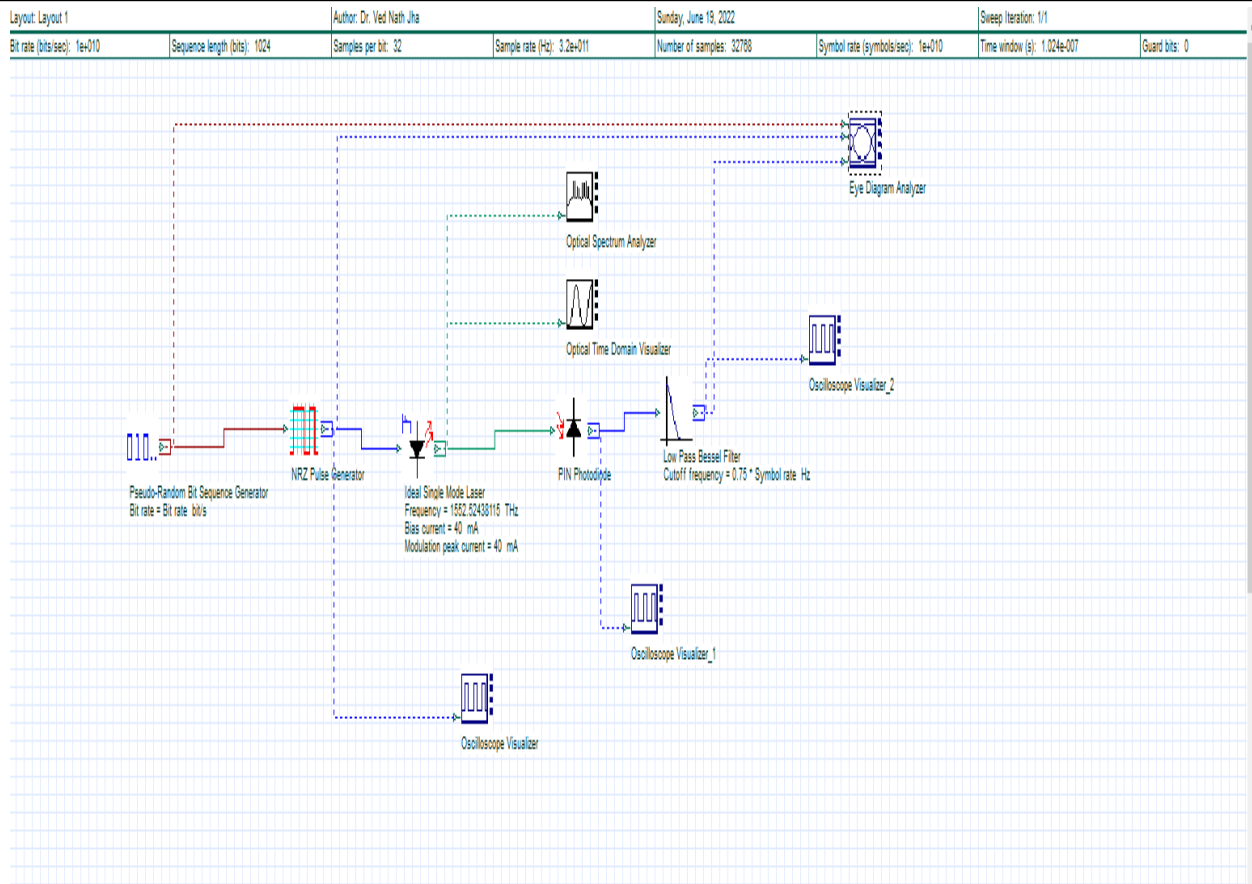 Layout: Layout 1
Author: Dr. Ved Nath Jha
Sunday, June 19, 2022
Sweep Iteration: 1/1
Bit rate (bits/sec): 1e+010
Sequence length (bits): 1024
Samples per bit: 32
Sample rate (Hz): 3.2e+011
Number of samples: 32768
Symbol rate (symbols/sec): 1e+010
Time window (s): 1.024e-007
Guard bits: 0
Eye Diagram Analyzer
Optical Spectrum Analyzer
Optical Time Domain Visualizer
Oscilloscope Visualizer_2
Low Pass Bessel Filter
Cutoff frequency = 0.75 * Symbol rate Hz
NRZ Pulse Generator
PIN Photodiode
Pseudo-Random Bit Sequence Generator
Bit rate = Bit rate bit/s
Ideal Single Mode Laser
Frequency = 1552.52438115 THz
Bias current = 40 mA
Modulation peak current = 40 mA
Oscilloscope Visualizer_1
Oscilloscope Visualizer